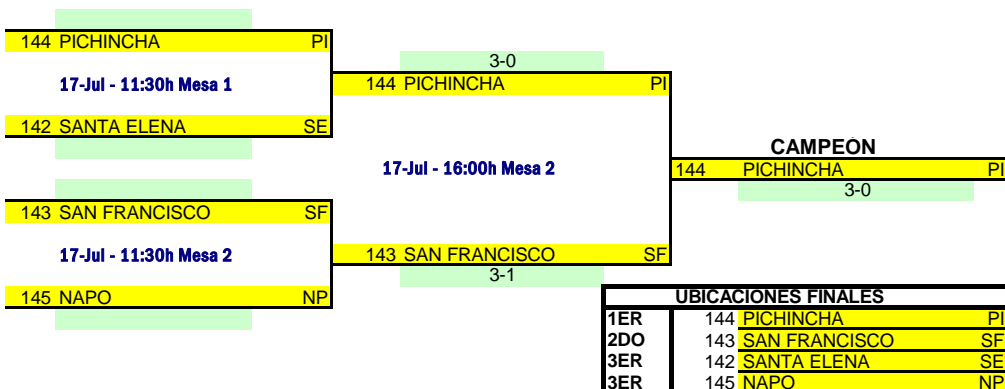 144 PICHINCHA PI
17-Jul - 11:30h Mesa 1
142 SANTA ELENA SE
143 SAN FRANCISCO SF
17-Jul - 11:30h Mesa 2
145 NAPO NP
3-0
144 PICHINCHA PI
17-Jul - 16:00h Mesa 2
143 SAN FRANCISCO SF
3-1
CAMPEÓN
144 PICHINCHA PI
3-0
UBICACIONES FINALES
1ER 144 PICHINCHA PI
2DO 143 SAN FRANCISCO SF
3ER 142 SANTA ELENA SE
3ER 145 NAPO NP